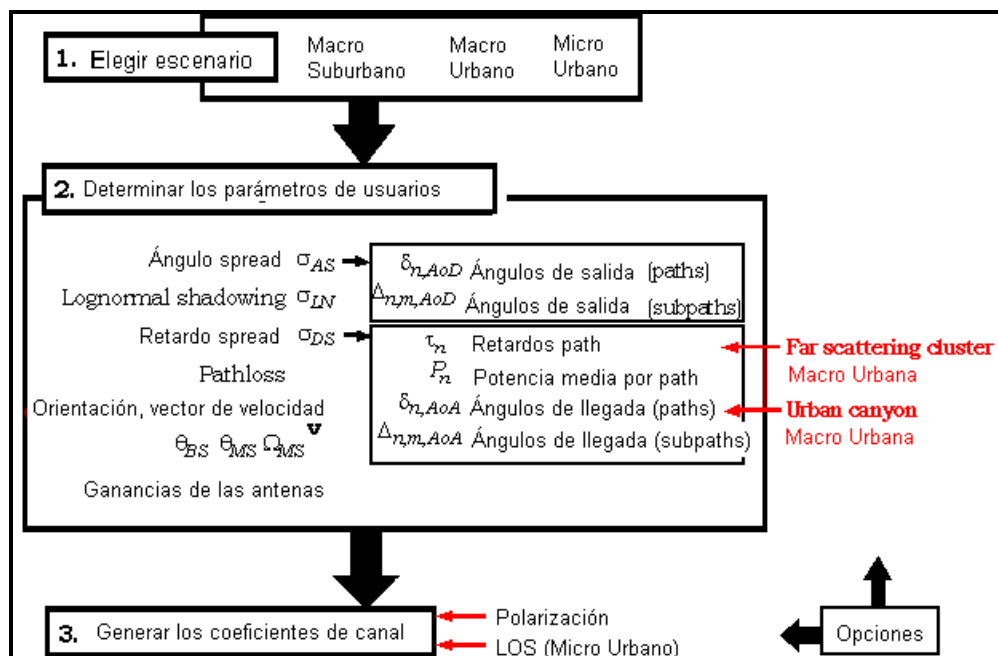 1. Elegir escenario
Macro Suburbano
Macro Urbano
Micro Urbano
2. Determinar los parámetros de usuarios
Ángulo spread σAS
Lognormal shadowing σLN
Retardo spread σDS
Pathloss
Orientación, vector de velocidad
θBS θMS ΩMS v
Ganancias de las antenas
δn,AoD Ángulos de salida (paths)
Δn,m,AoD Ángulos de salida (subpaths)
τn Retardos path
Pn Potencia media por path
δn,AoA Ángulos de llegada (paths)
Δn,m,AoA Ángulos de llegada (subpaths)
Far scattering cluster
Macro Urbana
Urban canyon
Macro Urbana
3. Generar los coeficientes de canal
Polarización
LOS (Micro Urbano)
Opciones